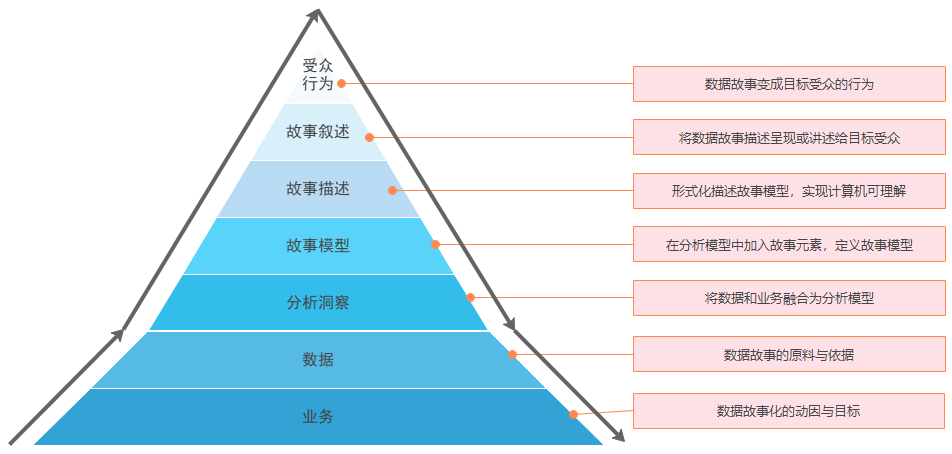 受众
行为
数据故事变成目标受众的行为
故事叙述
将数据故事描述呈现或讲述给目标受众
故事描述
形式化描述故事模型，实现计算机可理解
故事模型
在分析模型中加入故事元素，定义故事模型
分析洞察
将数据和业务融合为分析模型
数据
数据故事的原料与依据
业务
数据故事化的动因与目标